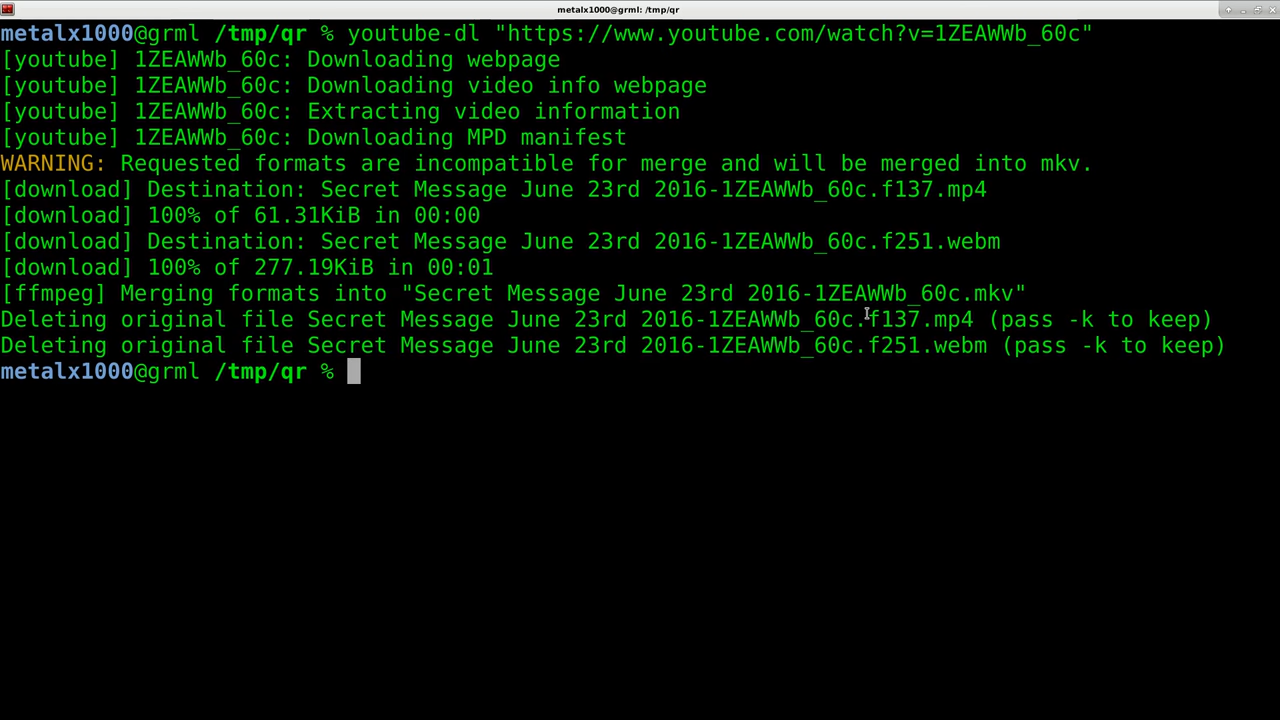 metalx1000@grml: /tmp/qr
metalx1000@grml /tmp/qr % youtube-dl "https://www.youtube.com/watch?v=1ZEAWWb_60c"
[youtube] 1ZEAWWb_60c: Downloading webpage
[youtube] 1ZEAWWb_60c: Downloading video info webpage
[youtube] 1ZEAWWb_60c: Extracting video information
[youtube] 1ZEAWWb_60c: Downloading MPD manifest
WARNING: Requested formats are incompatible for merge and will be merged into mkv.
[download] Destination: Secret Message June 23rd 2016-1ZEAWWb_60c.f137.mp4
[download] 100% of 61.31KiB in 00:00
[download] Destination: Secret Message June 23rd 2016-1ZEAWWb_60c.f251.webm
[download] 100% of 277.19KiB in 00:01
[ffmpeg] Merging formats into "Secret Message June 23rd 2016-1ZEAWWb_60c.mkv"
Deleting original file Secret Message June 23rd 2016-1ZEAWWb_60c.f137.mp4 (pass -k to keep)
Deleting original file Secret Message June 23rd 2016-1ZEAWWb_60c.f251.webm (pass -k to keep)
metalx1000@grml /tmp/qr %